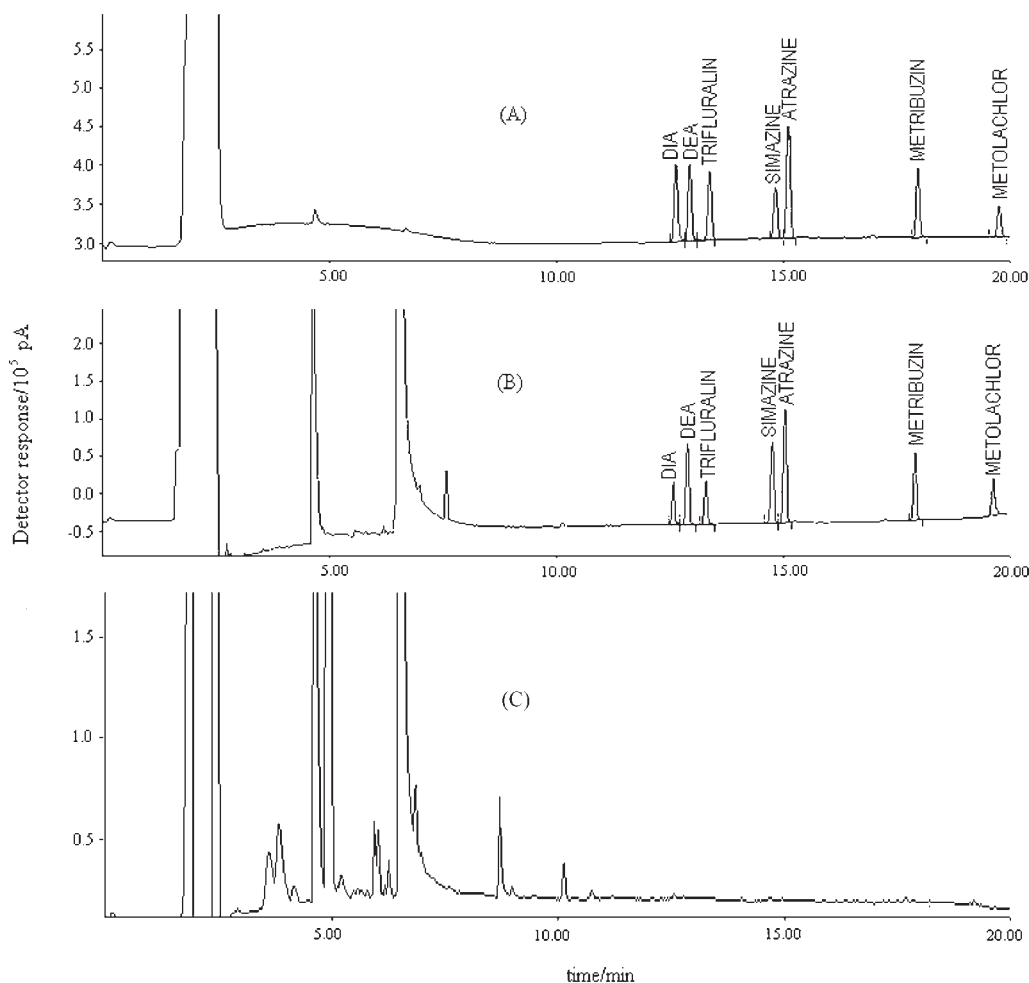 5.5
5.0
4.5
4.0
3.5
3.0
(A)
DIA
DEA
TRIFLURALIN
SIMAZINE
ATRAZINE
METRIBUZIN
METOLACHLOR
5.00 10.00 15.00 20.00
Detector response/10⁵ pA
2.0
1.5
1.0
0.5
0.0
-0.5
(B)
DIA
DEA
TRIFLURALIN
SIMAZINE
ATRAZINE
METRIBUZIN
METOLACHLOR
5.00 10.00 15.00 20.00
1.5
1.0
0.5
(C)
5.00 10.00 15.00 20.00
time/min